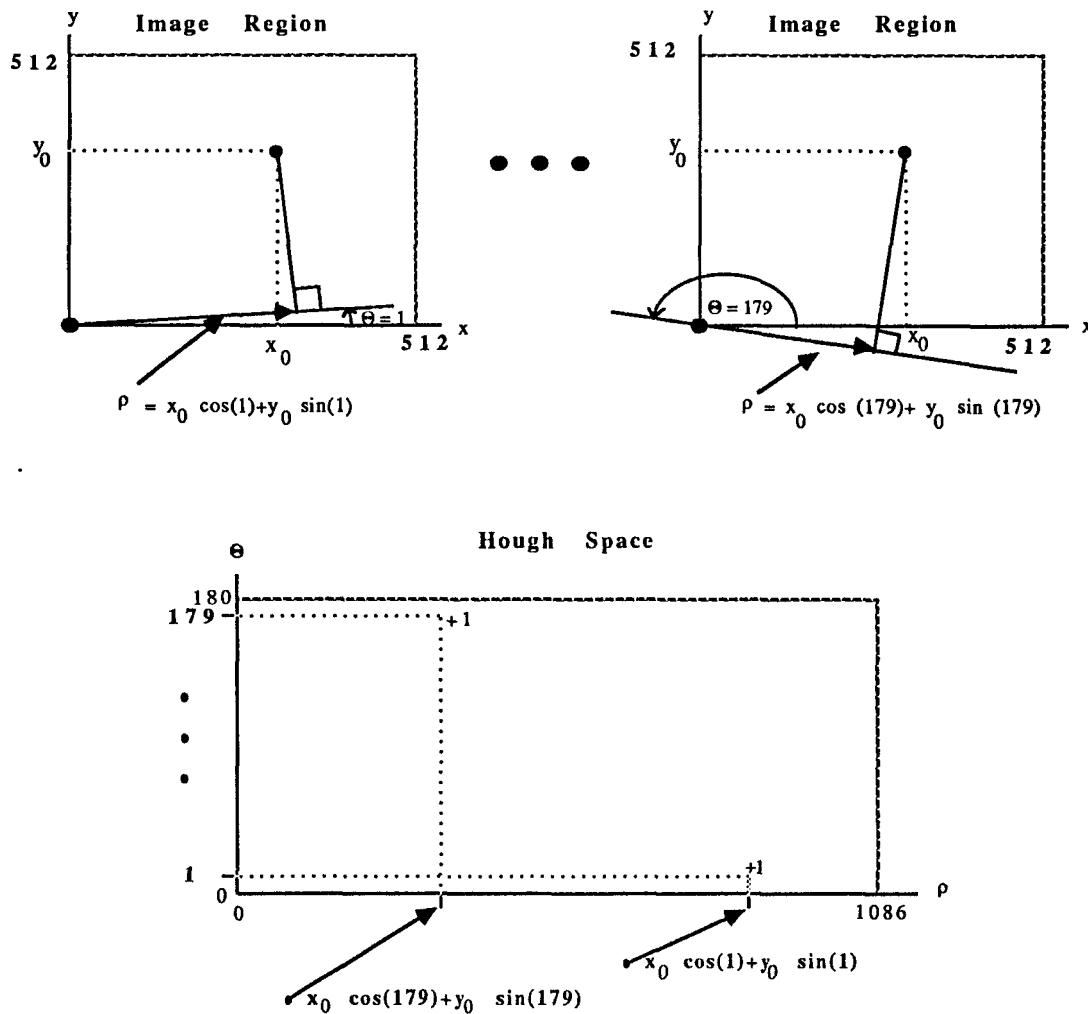 y
Image Region
512
y0
Θ=1
x
x0
512
ρ = x0 cos(1)+y0 sin(1)
y
Image Region
512
y0
Θ=179
x
x0
512
ρ = x0 cos (179)+ y0 sin (179)
Hough Space
Θ
180
179
+1
1
+1
0
ρ
0
1086
x0 cos(1)+y0 sin(1)
x0 cos(179)+y0 sin(179)